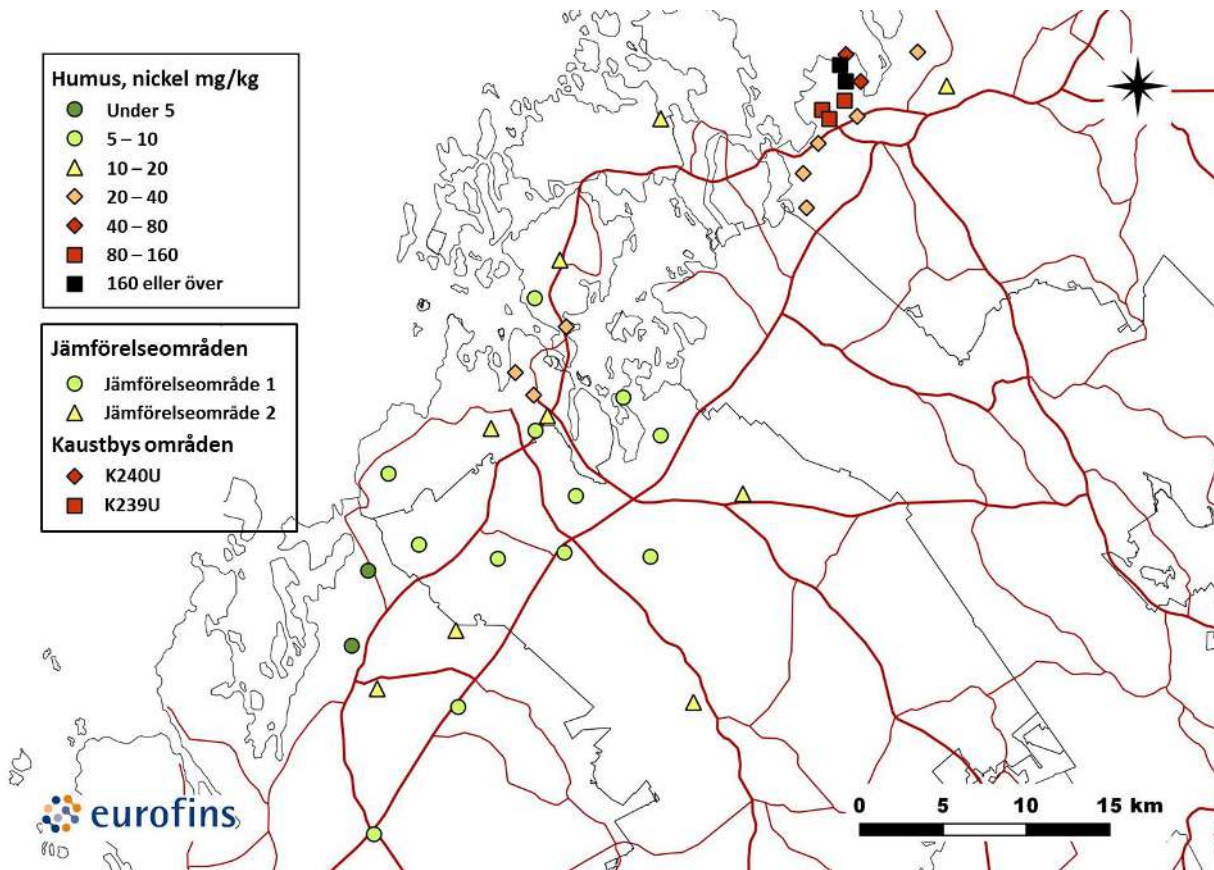 Humus, nickel mg/kg
Under 5
5 – 10
10 – 20
20 – 40
40 – 80
80 – 160
160 eller över
Jämförelseområden
Jämförelseområde 1
Jämförelseområde 2
Kaustbys områden
K240U
K239U
eurofins
0 5 10 15 km